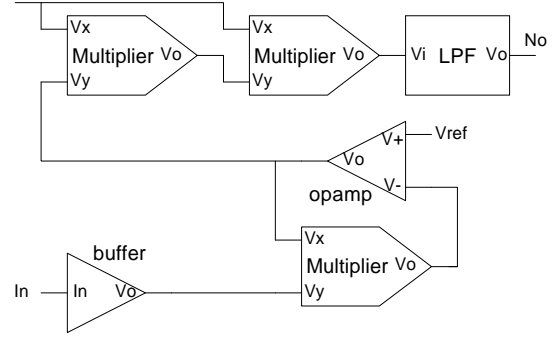 Vx
Multiplier Vo
Vy
Vx
Multiplier Vo
Vy
Vi LPF Vo
No
V+
Vref
Vo
V-
opamp
buffer
In
In
Vo
Vx
Multiplier Vo
Vy